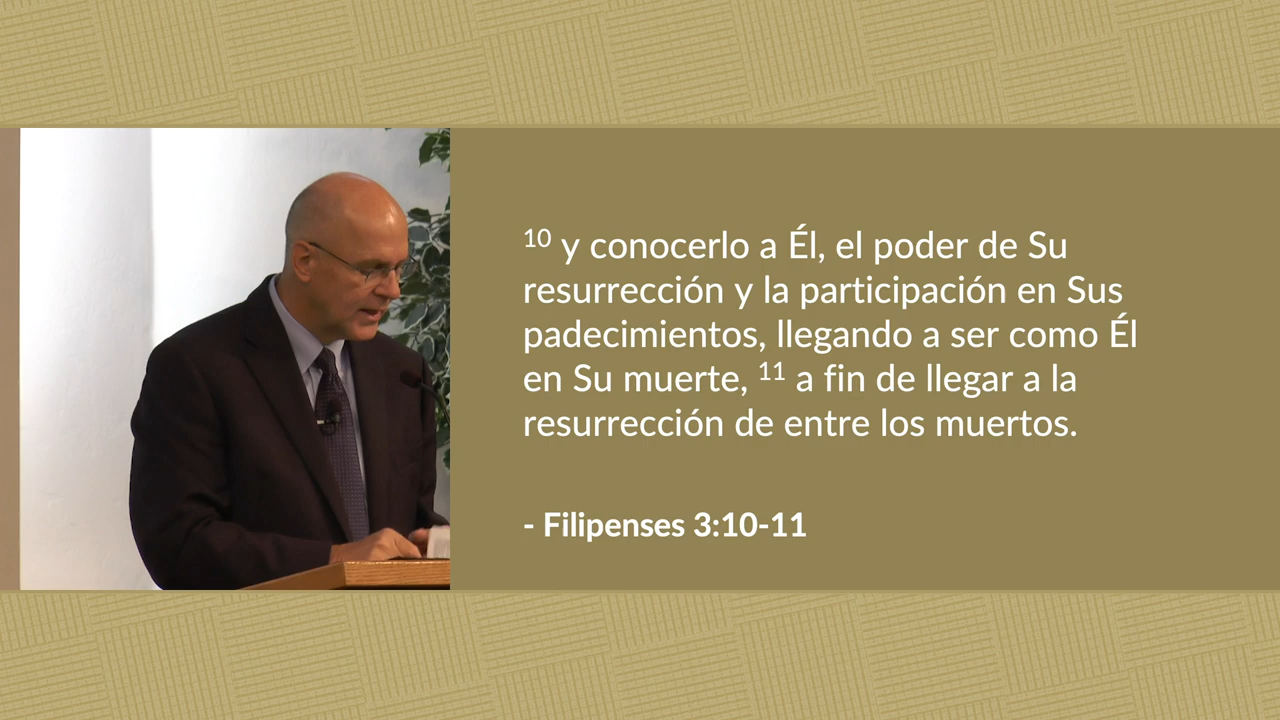 10 y conocerlo a Él, el poder de Su
resurrección y la participación en Sus
padecimientos, llegando a ser como Él
en Su muerte, 11 a fin de llegar a la
resurrección de entre los muertos.
- Filipenses 3:10-11